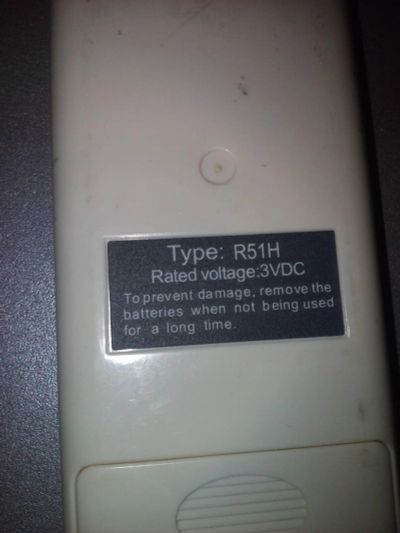 Type: R51H
Rated voltage:3VDC
To prevent damage, remove the
batteries when not being used
for a long time.